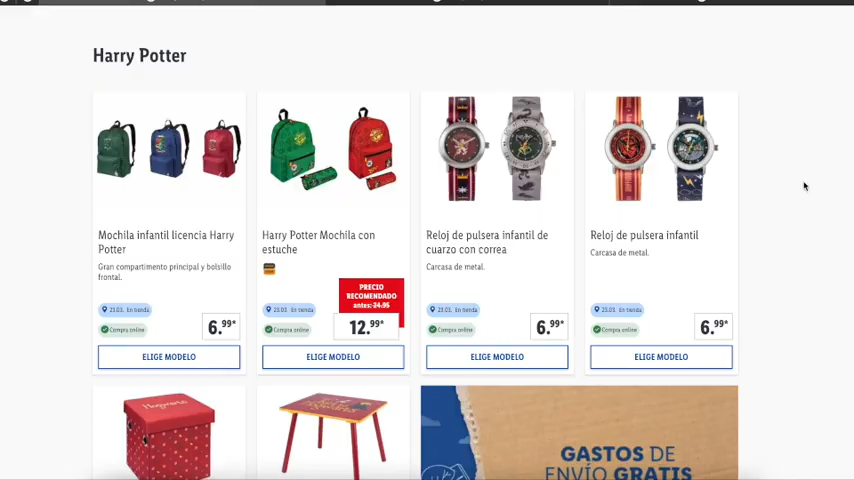 Harry Potter
Mochila infantil licencia Harry
Potter
Gran compartimento principal y bolsillo
frontal.
23.03. En tienda
Compra online
6.99*
ELIGE MODELO
Harry Potter Mochila con
estuche
PRECIO
RECOMENDADO
antes: 24.95
23.03. En tienda
Compra online
12.99*
ELIGE MODELO
Reloj de pulsera infantil de
cuarzo con correa
Carcasa de metal.
23.03. En tienda
Compra online
6.99*
ELIGE MODELO
Reloj de pulsera infantil
Carcasa de metal.
23.03. En tienda
Compra online
6.99*
ELIGE MODELO
Hogwarts
GASTOS DE
ENVÍO GRATIS